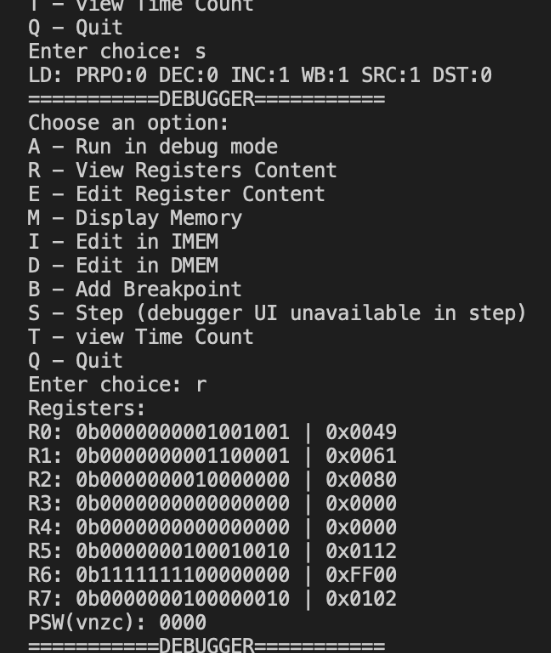 T – View Time Count
Q – Quit
Enter choice: s
LD: PRPO:0 DEC:0 INC:1 WB:1 SRC:1 DST:0
===========DEBUGGER===========
Choose an option:
A – Run in debug mode
R – View Registers Content
E – Edit Register Content
M – Display Memory
I – Edit in IMEM
D – Edit in DMEM
B – Add Breakpoint
S – Step (debugger UI unavailable in step)
T – view Time Count
Q – Quit
Enter choice: r
Registers:
R0: 0b0000000001001001 | 0x0049
R1: 0b0000000001100001 | 0x0061
R2: 0b0000000010000000 | 0x0080
R3: 0b0000000000000000 | 0x0000
R4: 0b0000000000000000 | 0x0000
R5: 0b0000000100010010 | 0x0112
R6: 0b1111111100000000 | 0xFF00
R7: 0b0000000100000010 | 0x0102
PSW(vnzc): 0000
===========DEBUGGER===========